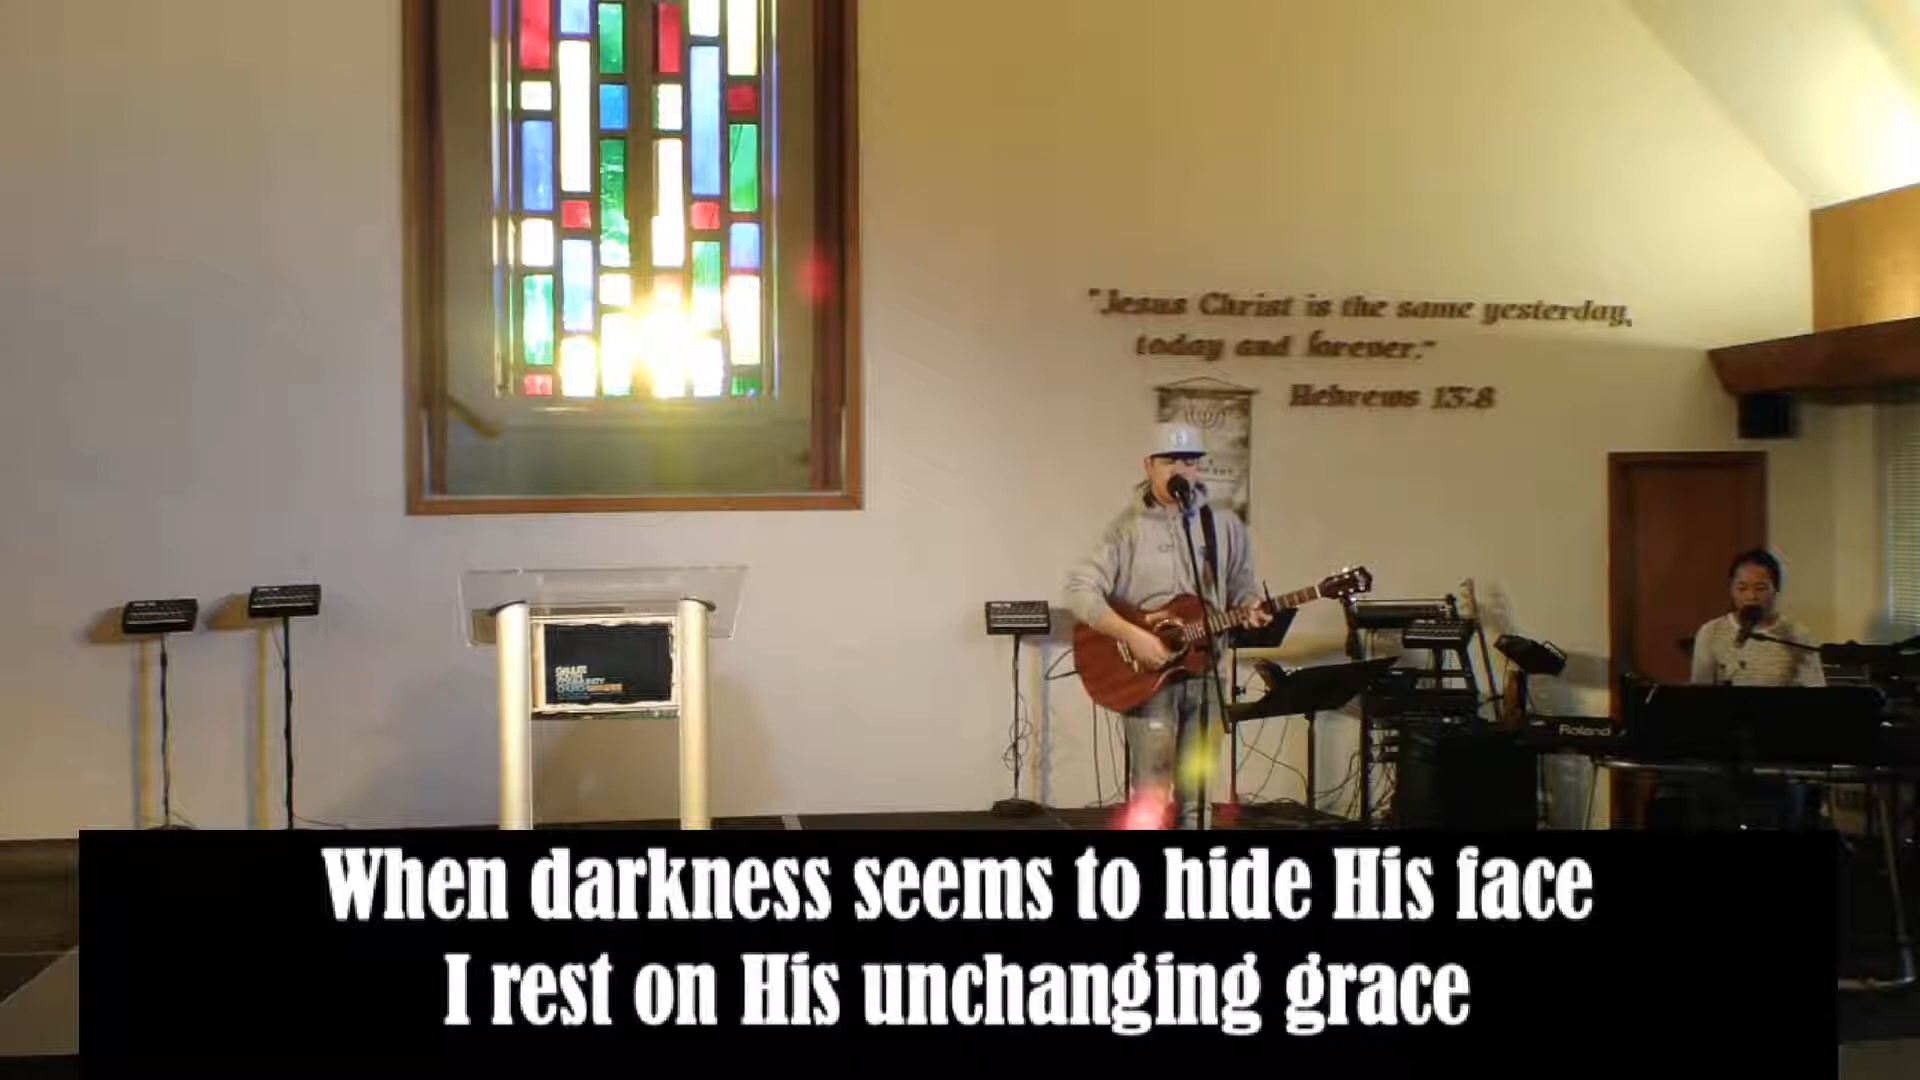 "Jesus Christ is the same yesterday,
today and forever."
Hebrews 13:8
Roland
When darkness seems to hide His face
I rest on His unchanging grace